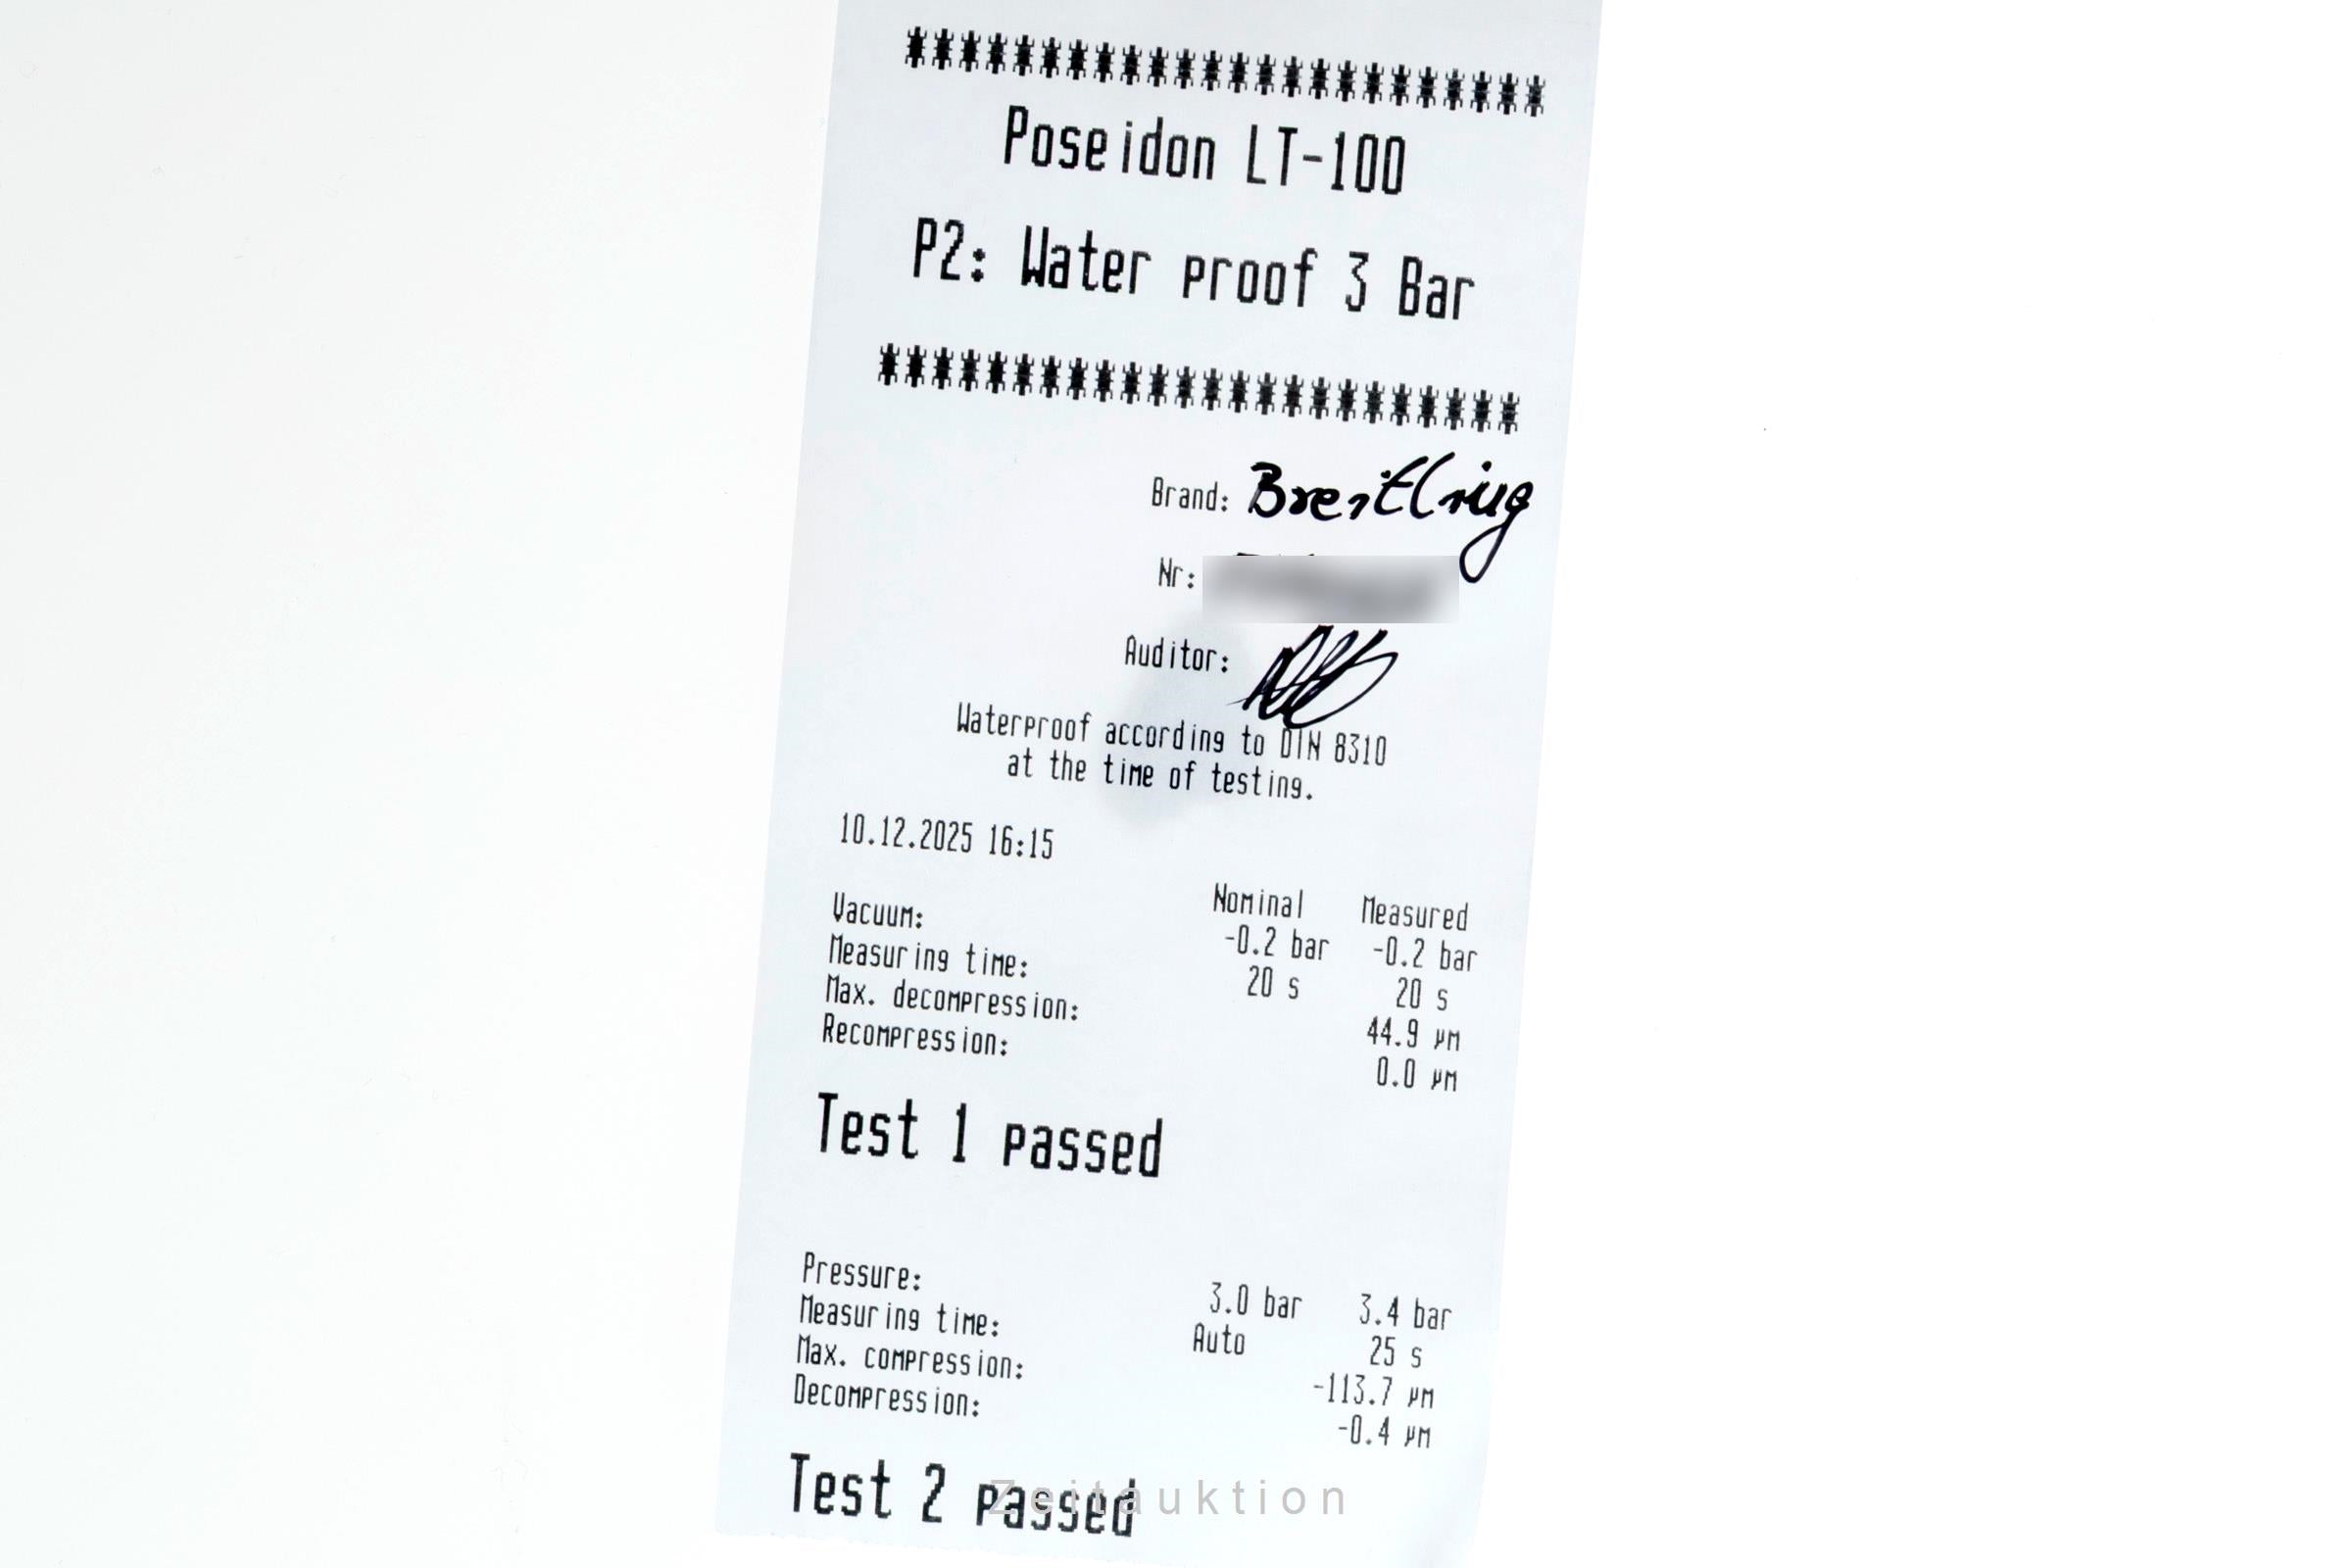 ************************
Poseidon LT-100
P2: Water proof 3 Bar
************************
Brand: Breitling
Nr:
Auditor:
Waterproof according to DIN 8310
at the time of testing.
10.12.2025 16:15
Nominal Measured
Vacuum: -0.2 bar -0.2 bar
Measuring time: 20 s 20 s
Max. decompression: 44.9 µm
Recompression: 0.0 µm
Test 1 passed
Pressure: 3.0 bar 3.4 bar
Measuring time: Auto 25 s
Max. compression: -113.7 µm
Decompression: -0.4 µm
Test 2 passed
Zeitauktion